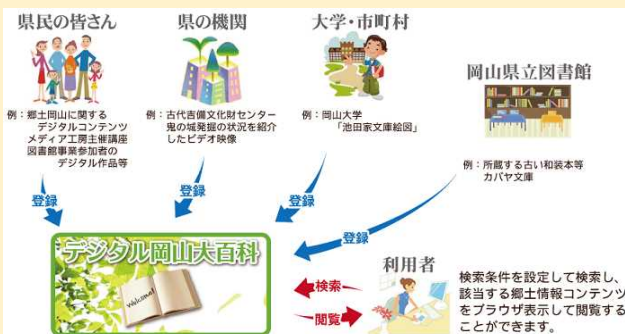 県民の皆さん
例：郷土岡山に関する
デジタルコンテンツ
メディア工房主催講座
図書館事業参加者の
デジタル作品等
県の機関
例：古代吉備文化財センター
鬼の城発掘の状況を紹介
したビデオ映像
大学・市町村
例：岡山大学
「池田家文庫絵図」
岡山県立図書館
例：所蔵する古い和装本等
カバヤ文庫
登録
登録
登録
登録
デジタル岡山大百科
Welcome!
検索
閲覧
利用者
検索条件を設定して検索し、
該当する郷土情報コンテンツ
をブラウザ表示して閲覧する
ことができます。